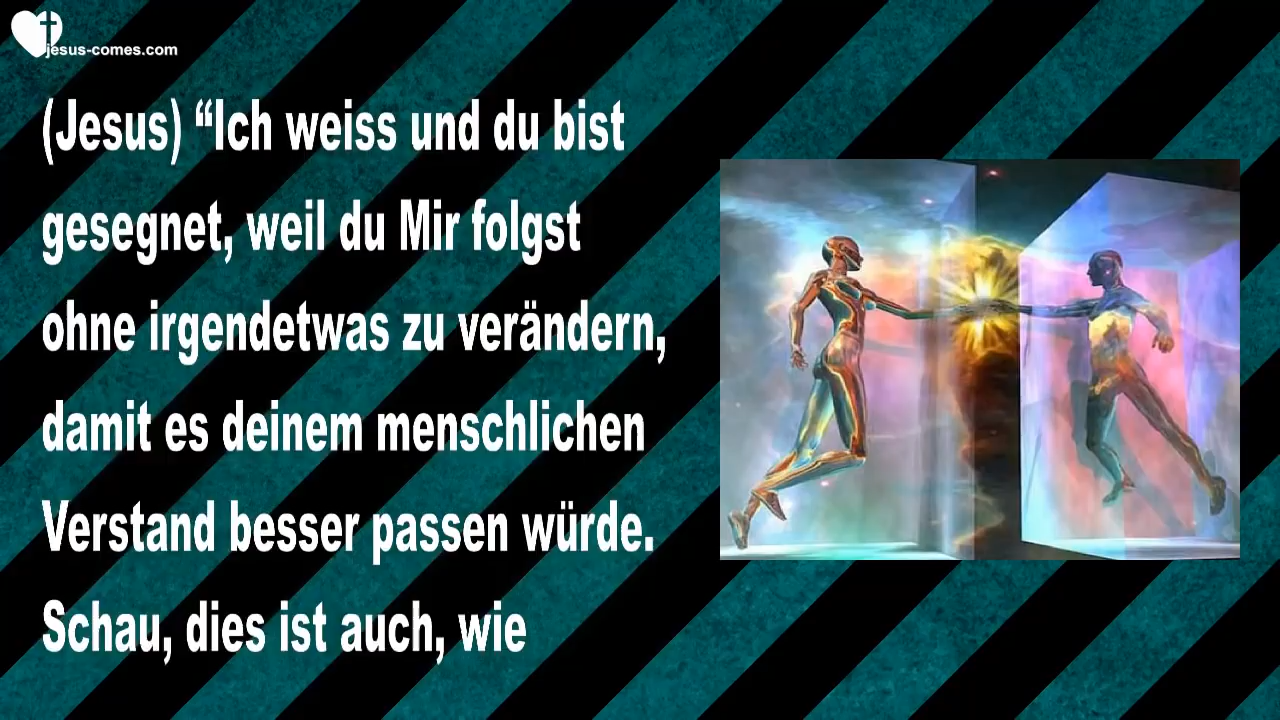 jesus-comes.com
(Jesus) “Ich weiss und du bist
gesegnet, weil du Mir folgst
ohne irgendetwas zu verändern,
damit es deinem menschlichen
Verstand besser passen würde.
Schau, dies ist auch, wie